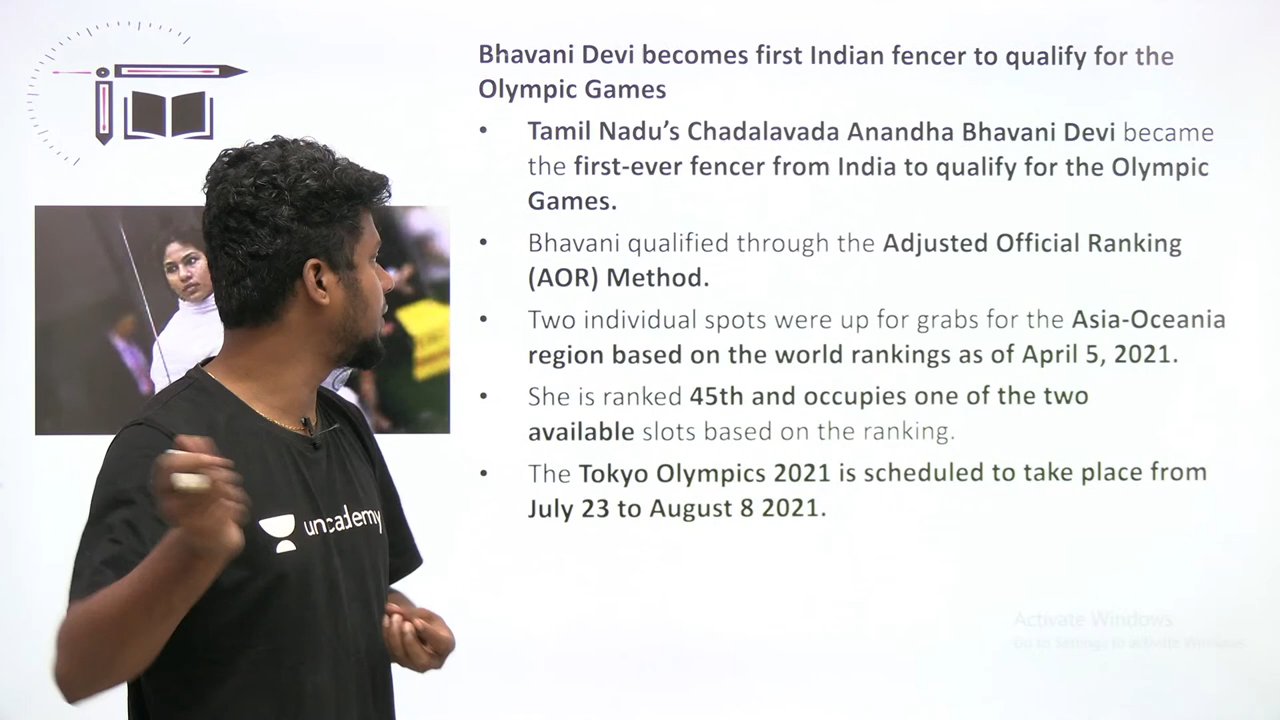 Bhavani Devi becomes first Indian fencer to qualify for the
Olympic Games
• Tamil Nadu's Chadalavada Anandha Bhavani Devi became
the first-ever fencer from India to qualify for the Olympic
Games.
• Bhavani qualified through the Adjusted Official Ranking
(AOR) Method.
• Two individual spots were up for grabs for the Asia-Oceania
region based on the world rankings as of April 5, 2021.
• She is ranked 45th and occupies one of the two
available slots based on the ranking.
• The Tokyo Olympics 2021 is scheduled to take place from
July 23 to August 8 2021.
unacademy
Activate Windows
Go to Settings to activate Windows.